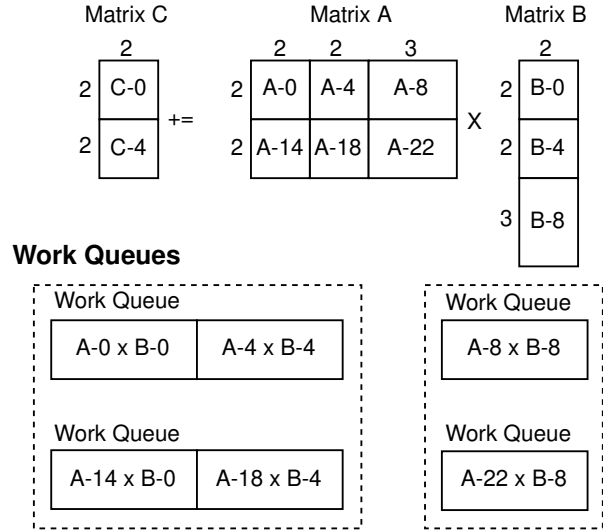 Matrix C Matrix A Matrix B
2 2 2 3 2
2 C-0 += 2 A-0 A-4 A-8 X 2 B-0
2 C-4 2 A-14 A-18 A-22 2 B-4
3 B-8
Work Queues
Work Queue Work Queue
A-0 x B-0 A-4 x B-4 A-8 x B-8
Work Queue Work Queue
A-14 x B-0 A-18 x B-4 A-22 x B-8